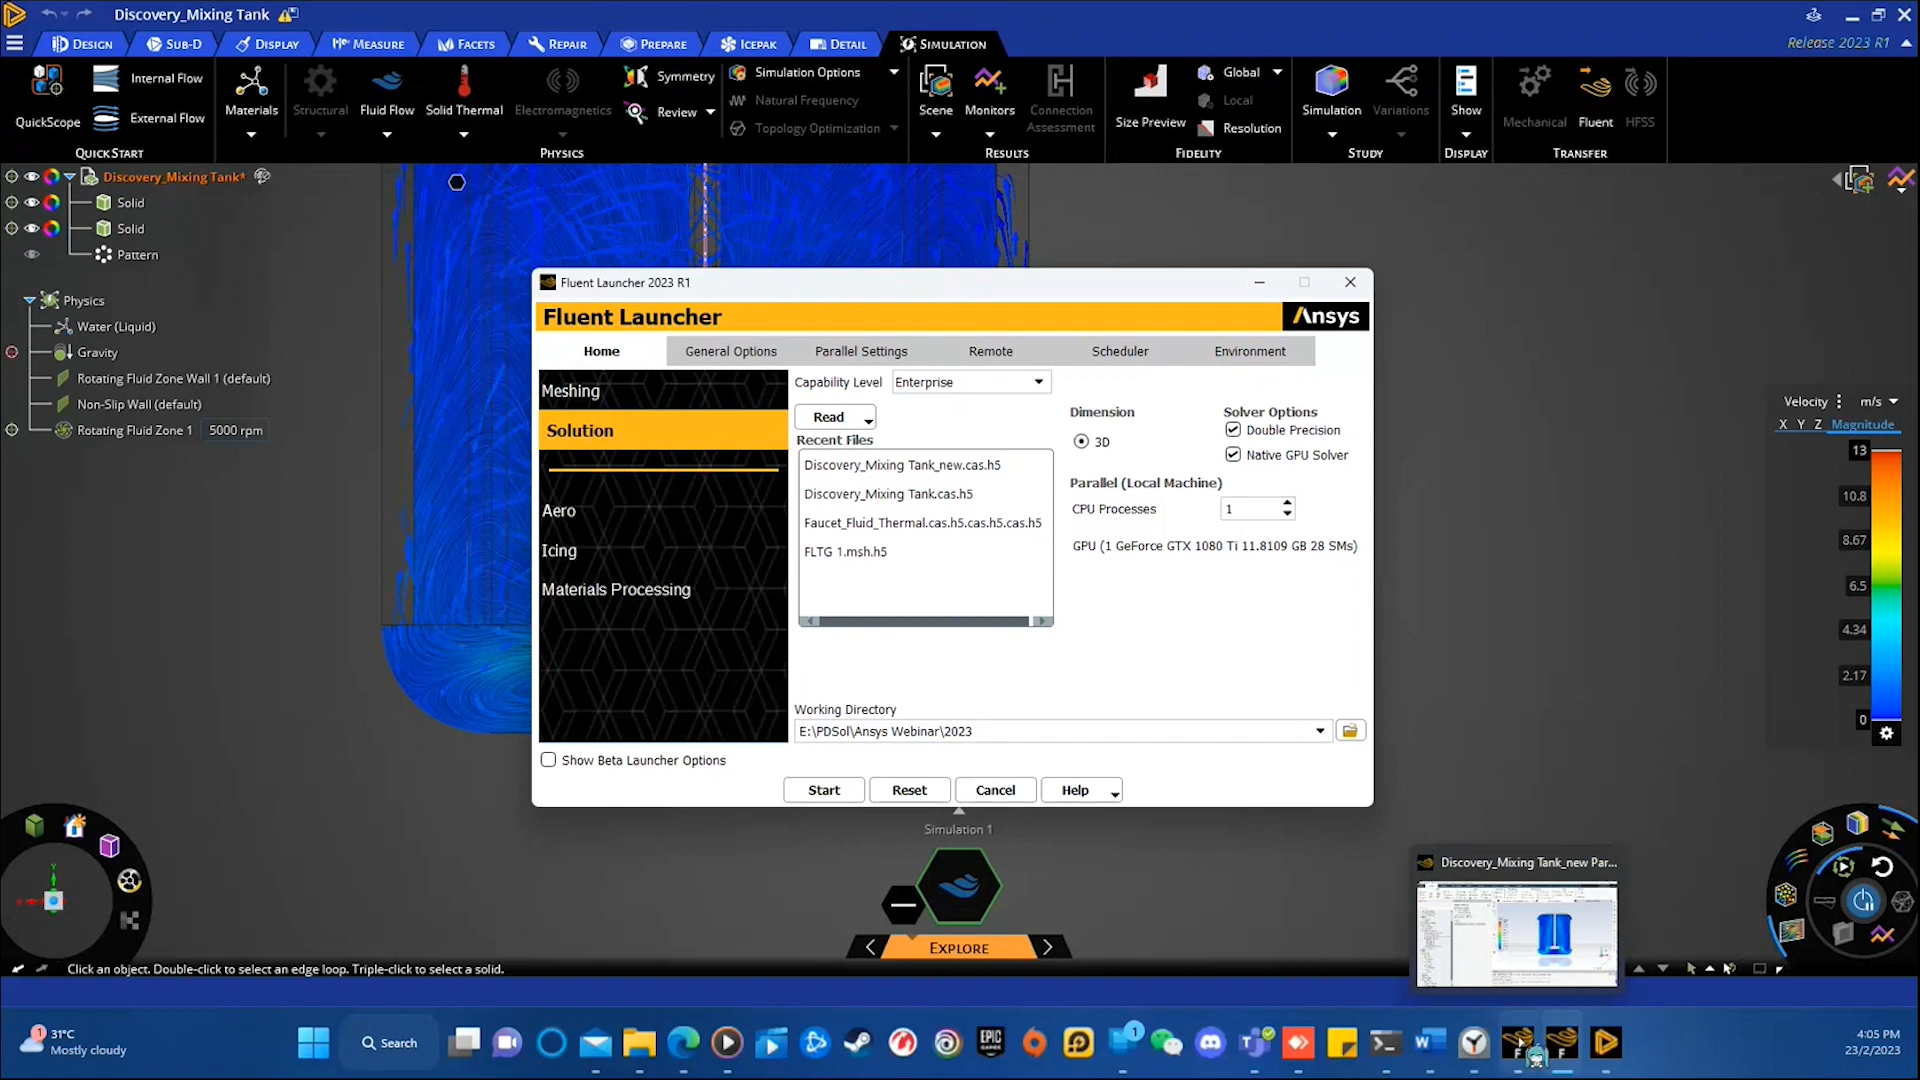 Discovery_Mixing Tank
DESIGN
SUB-D
DISPLAY
MEASURE
FACETS
REPAIR
PREPARE
ICEPAK
DETAIL
SIMULATION
Release 2023 R1
QuickScope
Internal Flow
External Flow
QUICKSTART
Materials
Structural
Fluid Flow
Solid Thermal
Electromagnetics
Symmetry
Review
Simulation Options
Natural Frequency
Topology Optimization
PHYSICS
Scene
Monitors
Connection
Assessment
RESULTS
Size Preview
Global
Local
Resolution
FIDELITY
Simulation
Variations
STUDY
Show
DISPLAY
Mechanical
Fluent
HFSS
TRANSFER
Discovery_Mixing Tank*
Solid
Solid
Pattern
Physics
Water (Liquid)
Gravity
Rotating Fluid Zone Wall 1 (default)
Non-Slip Wall (default)
Rotating Fluid Zone 1 5000 rpm
Fluent Launcher 2023 R1
Fluent Launcher
Ansys
Home
General Options
Parallel Settings
Remote
Scheduler
Environment
Meshing
Solution
Aero
Icing
Materials Processing
Capability Level Enterprise
Read
Recent Files
Discovery_Mixing Tank_new.cas.h5
Discovery_Mixing Tank.cas.h5
Faucet_Fluid_Thermal.cas.h5.cas.h5.cas.h5
FLTG 1.msh.h5
Dimension
3D
Solver Options
Double Precision
Native GPU Solver
Parallel (Local Machine)
CPU Processes 1
GPU (1 GeForce GTX 1080 Ti 11.8109 GB 28 SMs)
Working Directory
E:\PDSol\Ansys Webinar\2023
Show Beta Launcher Options
Start
Reset
Cancel
Help
Velocity m/s
X Y Z Magnitude
13
10.8
8.67
6.5
4.34
2.17
0
Simulation 1
EXPLORE
Discovery_Mixing Tank_new Par...
Y
Click an object. Double-click to select an edge loop. Triple-click to select a solid.
1
31°C
Mostly cloudy
Search
EPIC
GAMES
1
W
F
F
4:05 PM
23/2/2023